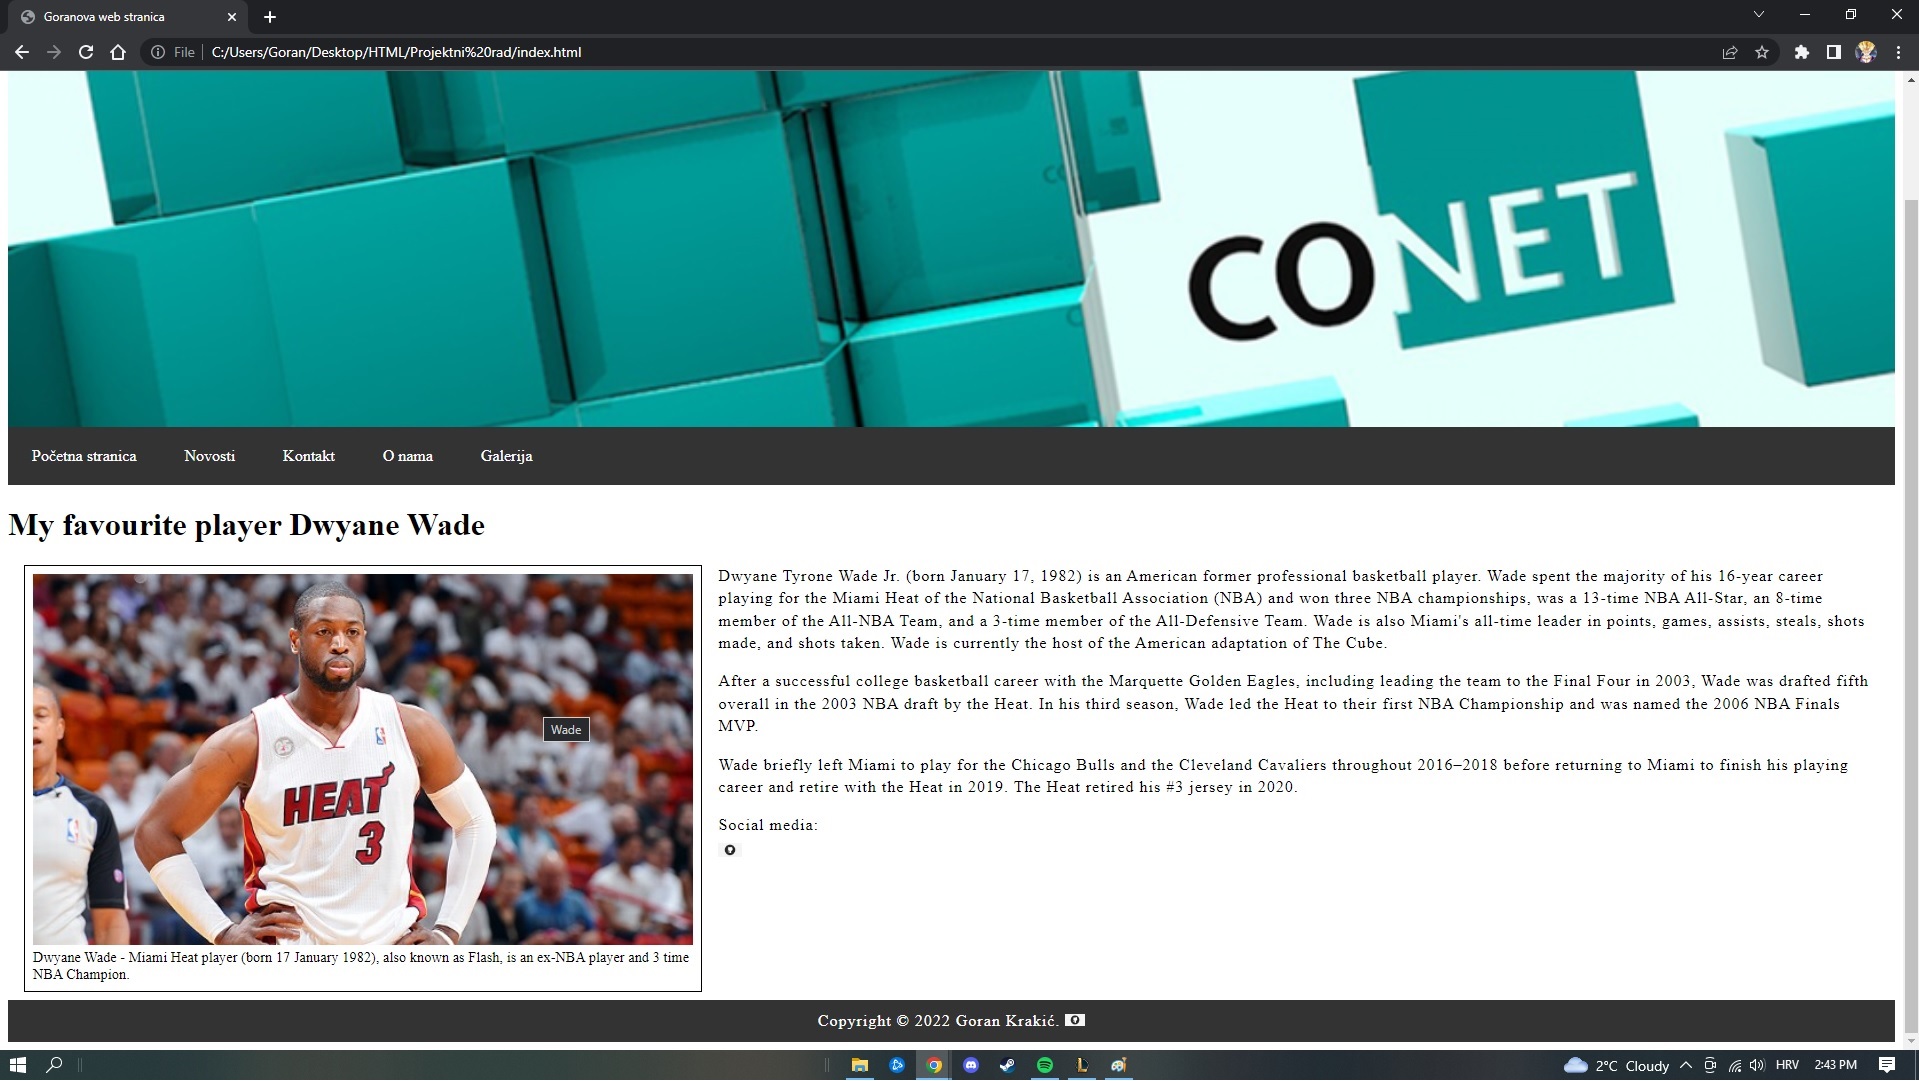 Goranova web stranica
File
C:/Users/Goran/Desktop/HTML/Projektni%20rad/index.html
CONET
Početna stranica
Novosti
Kontakt
O nama
Galerija
My favourite player Dwyane Wade
Wade
HEAT
3
Dwyane Wade - Miami Heat player (born 17 January 1982), also known as Flash, is an ex-NBA player and 3 time
NBA Champion.
Dwyane Tyrone Wade Jr. (born January 17, 1982) is an American former professional basketball player. Wade spent the majority of his 16-year career
playing for the Miami Heat of the National Basketball Association (NBA) and won three NBA championships, was a 13-time NBA All-Star, an 8-time
member of the All-NBA Team, and a 3-time member of the All-Defensive Team. Wade is also Miami's all-time leader in points, games, assists, steals, shots
made, and shots taken. Wade is currently the host of the American adaptation of The Cube.
After a successful college basketball career with the Marquette Golden Eagles, including leading the team to the Final Four in 2003, Wade was drafted fifth
overall in the 2003 NBA draft by the Heat. In his third season, Wade led the Heat to their first NBA Championship and was named the 2006 NBA Finals
MVP.
Wade briefly left Miami to play for the Chicago Bulls and the Cleveland Cavaliers throughout 2016–2018 before returning to Miami to finish his playing
career and retire with the Heat in 2019. The Heat retired his #3 jersey in 2020.
Social media:
Copyright © 2022 Goran Krakić.
2°C Cloudy
HRV
2:43 PM